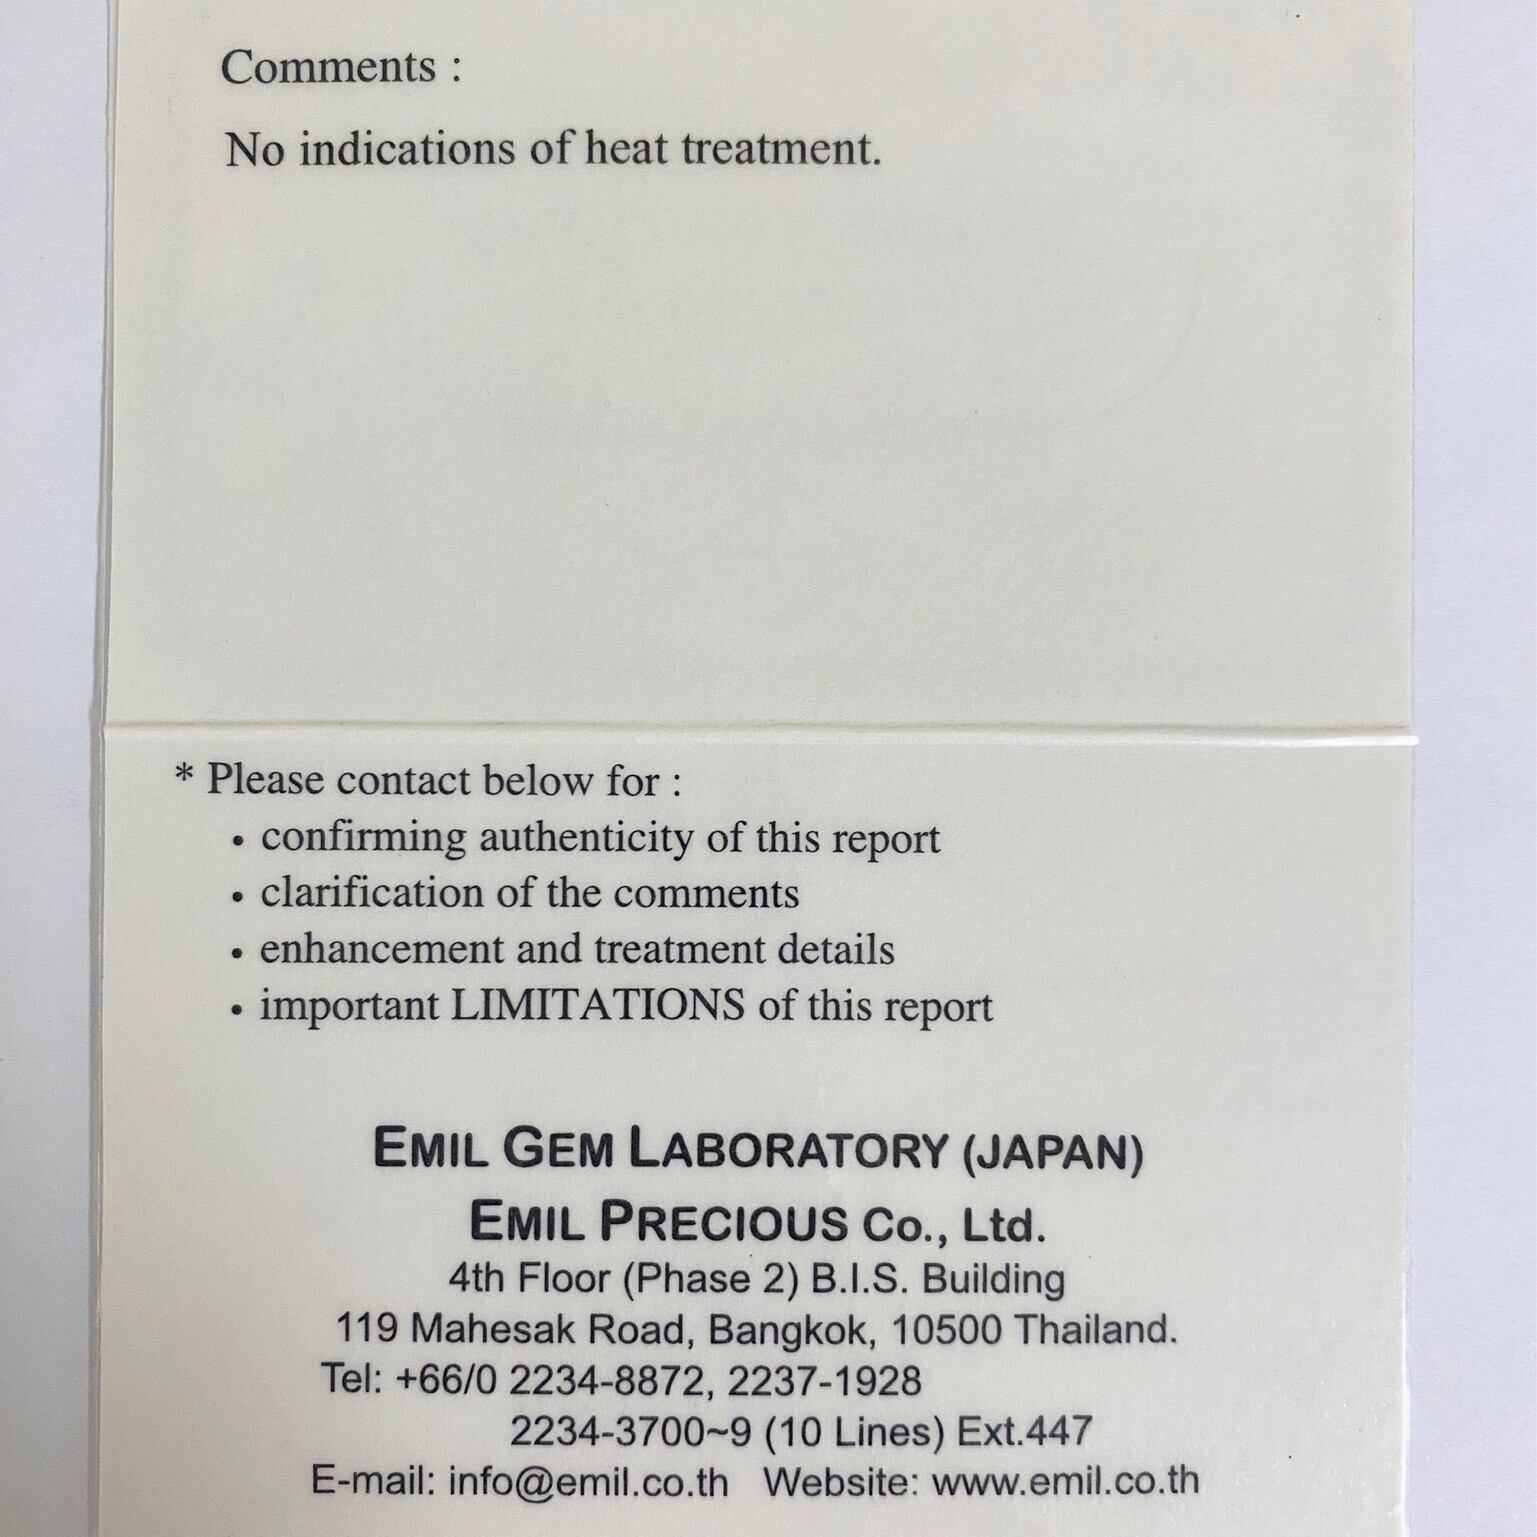 Comments :
No indications of heat treatment.
* Please contact below for :
• confirming authenticity of this report
• clarification of the comments
• enhancement and treatment details
• important LIMITATIONS of this report
EMIL GEM LABORATORY (JAPAN)
EMIL PRECIOUS Co., Ltd.
4th Floor (Phase 2) B.I.S. Building
119 Mahesak Road, Bangkok, 10500 Thailand.
Tel: +66/0 2234-8872, 2237-1928
2234-3700~9 (10 Lines) Ext.447
E-mail: info@emil.co.th Website: www.emil.co.th